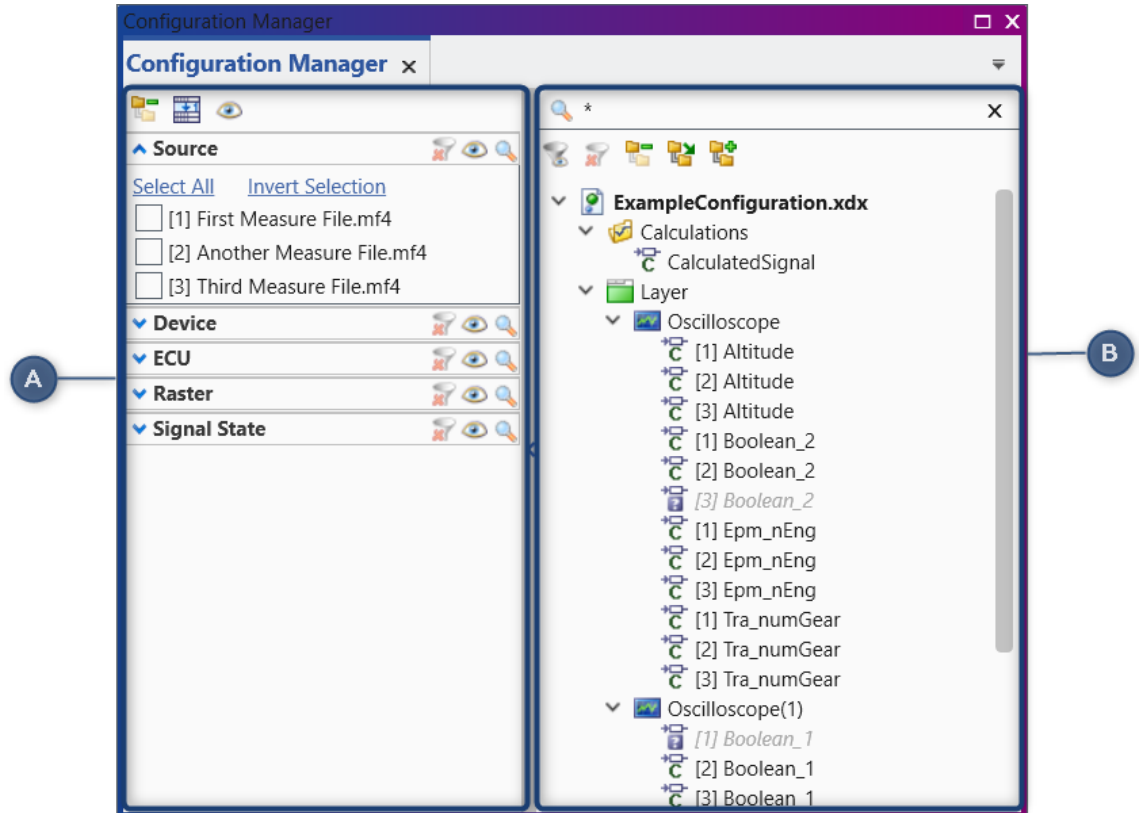 Configuration Manager
Configuration Manager
Source
Select All Invert Selection
[1] First Measure File.mf4
[2] Another Measure File.mf4
[3] Third Measure File.mf4
Device
ECU
Raster
Signal State
A
*
ExampleConfiguration.xdx
Calculations
CalculatedSignal
Layer
Oscilloscope
[1] Altitude
[2] Altitude
[3] Altitude
[1] Boolean_2
[2] Boolean_2
[3] Boolean_2
[1] Epm_nEng
[2] Epm_nEng
[3] Epm_nEng
[1] Tra_numGear
[2] Tra_numGear
[3] Tra_numGear
Oscilloscope(1)
[1] Boolean_1
[2] Boolean_1
[3] Boolean_1
B